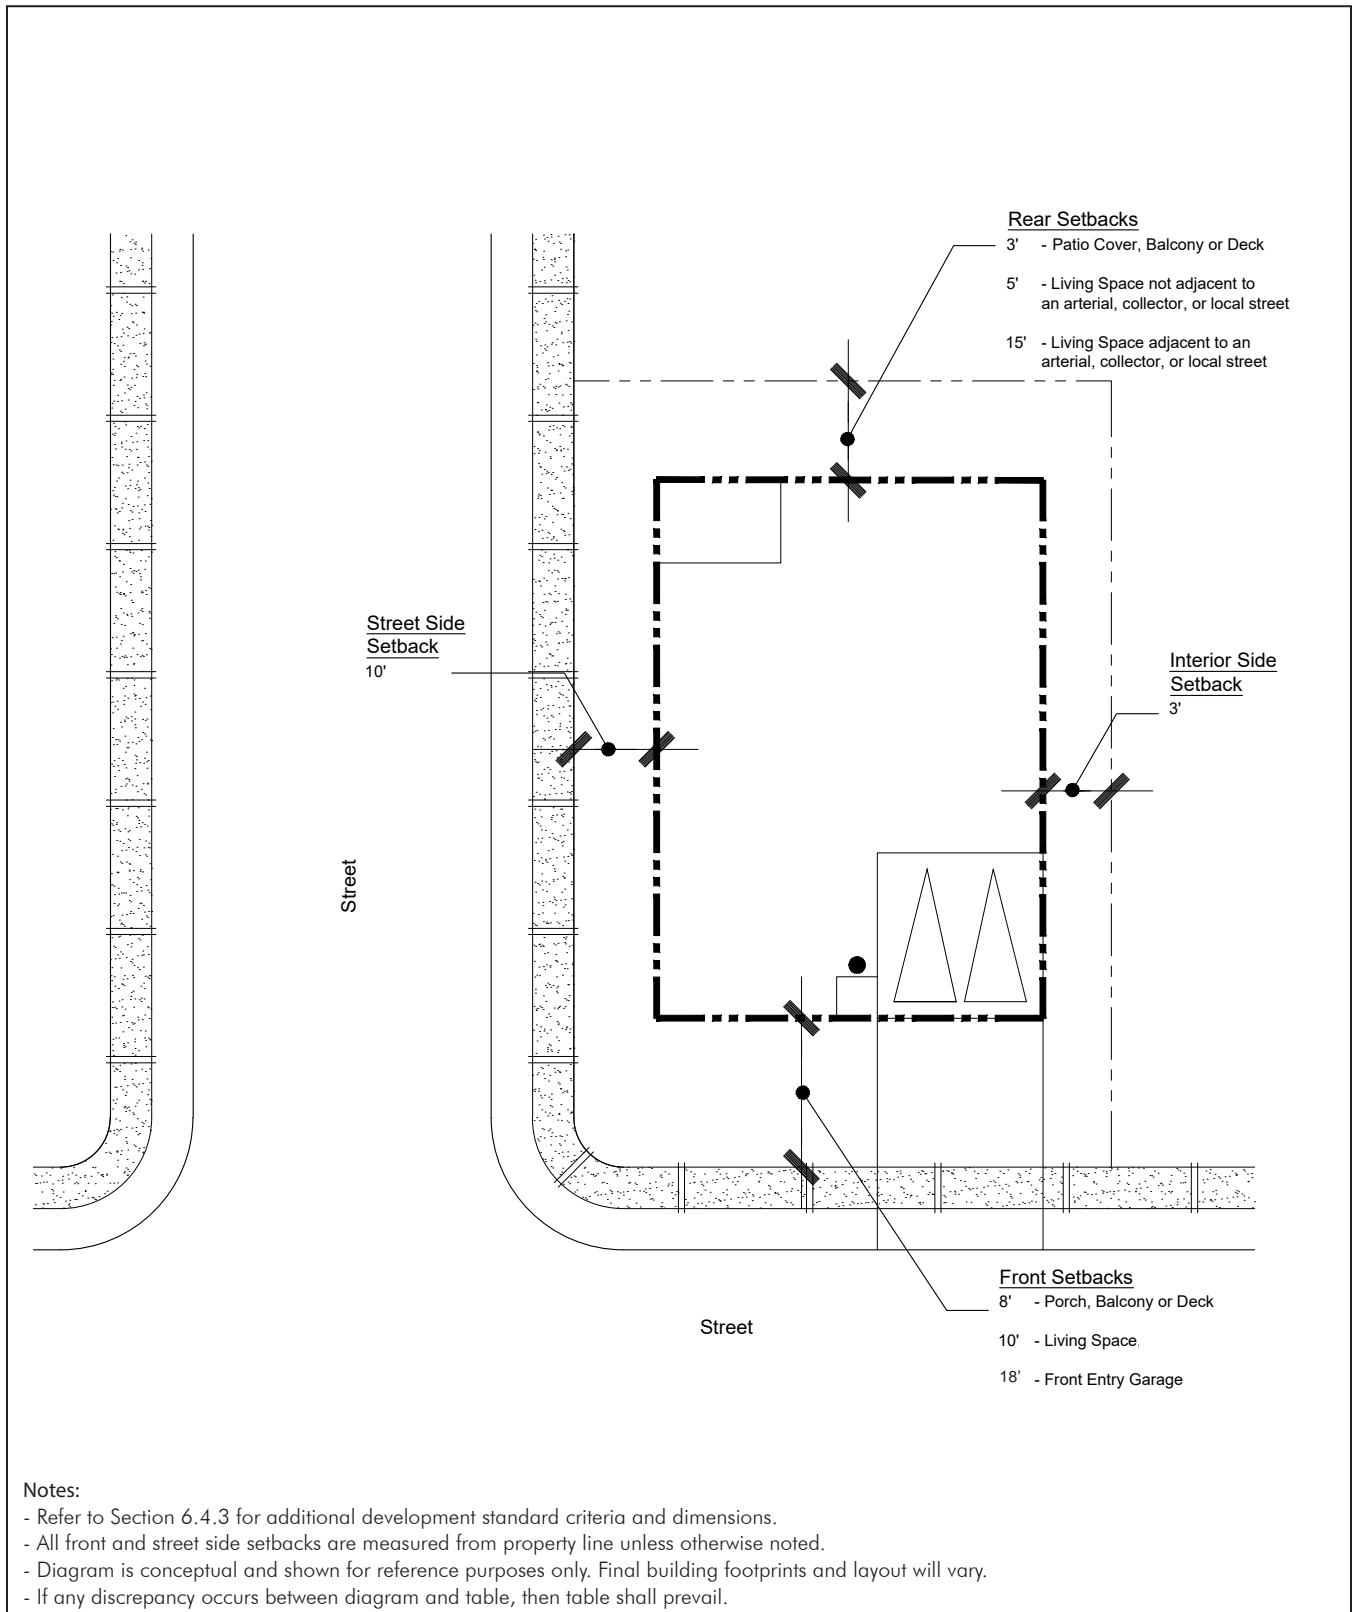 Rear Setbacks
3' - Patio Cover, Balcony or Deck
5' - Living Space not adjacent to
an arterial, collector, or local street
15' - Living Space adjacent to an
arterial, collector, or local street
Street Side
Setback
10'
Interior Side
Setback
3'
Street
Front Setbacks
8' - Porch, Balcony or Deck
10' - Living Space
18' - Front Entry Garage
Street
Notes:
- Refer to Section 6.4.3 for additional development standard criteria and dimensions.
- All front and street side setbacks are measured from property line unless otherwise noted.
- Diagram is conceptual and shown for reference purposes only. Final building footprints and layout will vary.
- If any discrepancy occurs between diagram and table, then table shall prevail.